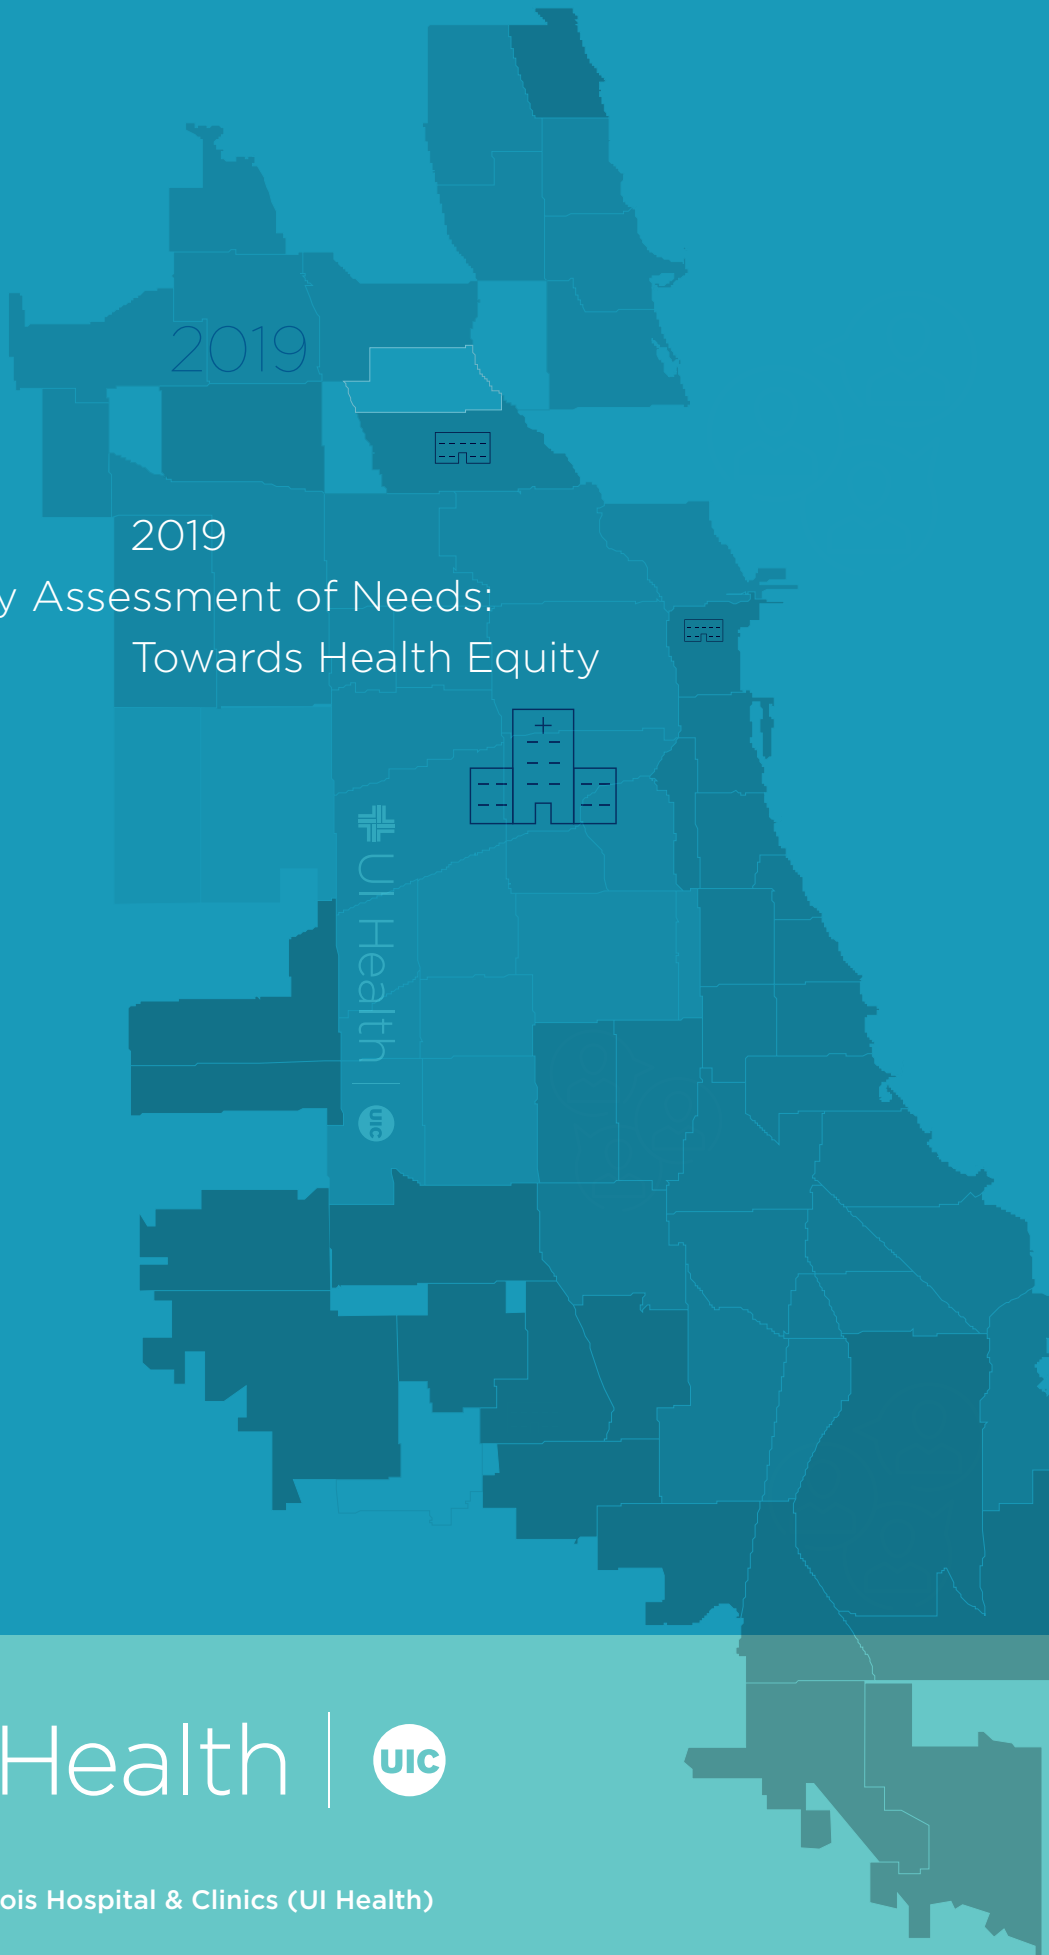 2019
2019
y Assessment of Needs:
Towards Health Equity
UI Health
UIC
Health
UIC
ois Hospital & Clinics (UI Health)